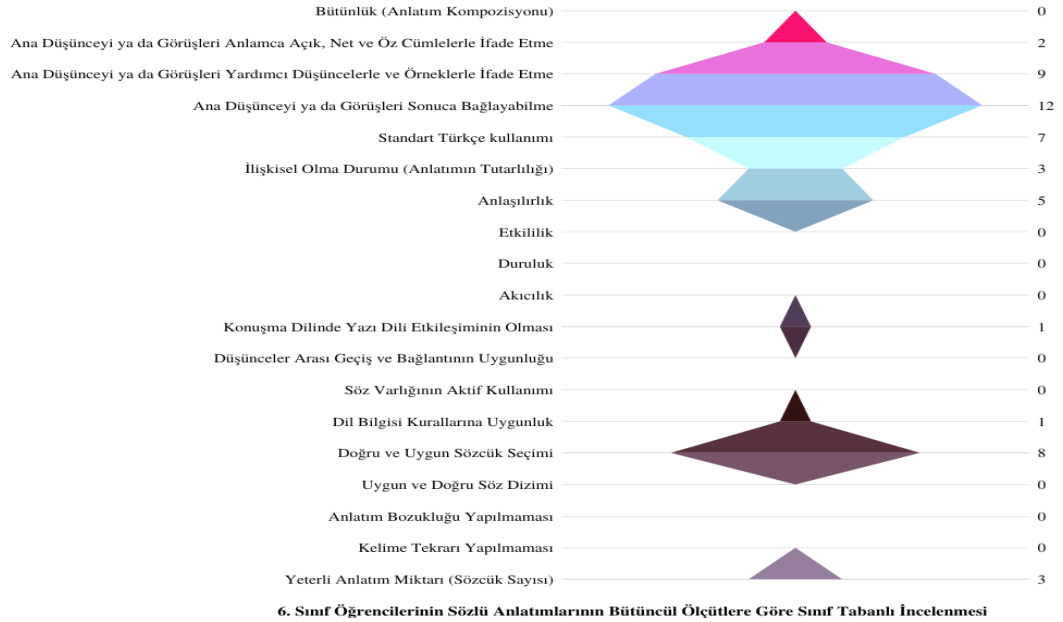 Bütünlük (Anlatım Kompozisyonu) 0
Ana Düşünceyi ya da Görüşleri Anlamca Açık, Net ve Öz Cümlelerle İfade Etme 2
Ana Düşünceyi ya da Görüşleri Yardımcı Düşüncelerle ve Örneklerle İfade Etme 9
Ana Düşünceyi ya da Görüşleri Sonuca Bağlayabilme 12
Standart Türkçe kullanımı 7
İlişkisel Olma Durumu (Anlatımın Tutarlılığı) 3
Anlaşılırlık 5
Etkililik 0
Duruluk 0
Akıcılık 0
Konuşma Dilinde Yazı Dili Etkileşiminin Olması 1
Düşünceler Arası Geçiş ve Bağlantının Uygunluğu 0
Söz Varlığının Aktif Kullanımı 0
Dil Bilgisi Kurallarına Uygunluk 1
Doğru ve Uygun Sözcük Seçimi 8
Uygun ve Doğru Söz Dizimi 0
Anlatım Bozukluğu Yapılmaması 0
Kelime Tekrarı Yapılmaması 0
Yeterli Anlatım Miktarı (Sözcük Sayısı) 3
6. Sınıf Öğrencilerinin Sözlü Anlatımlarının Bütüncül Ölçütlere Göre Sınıf Tabanlı İncelenmesi